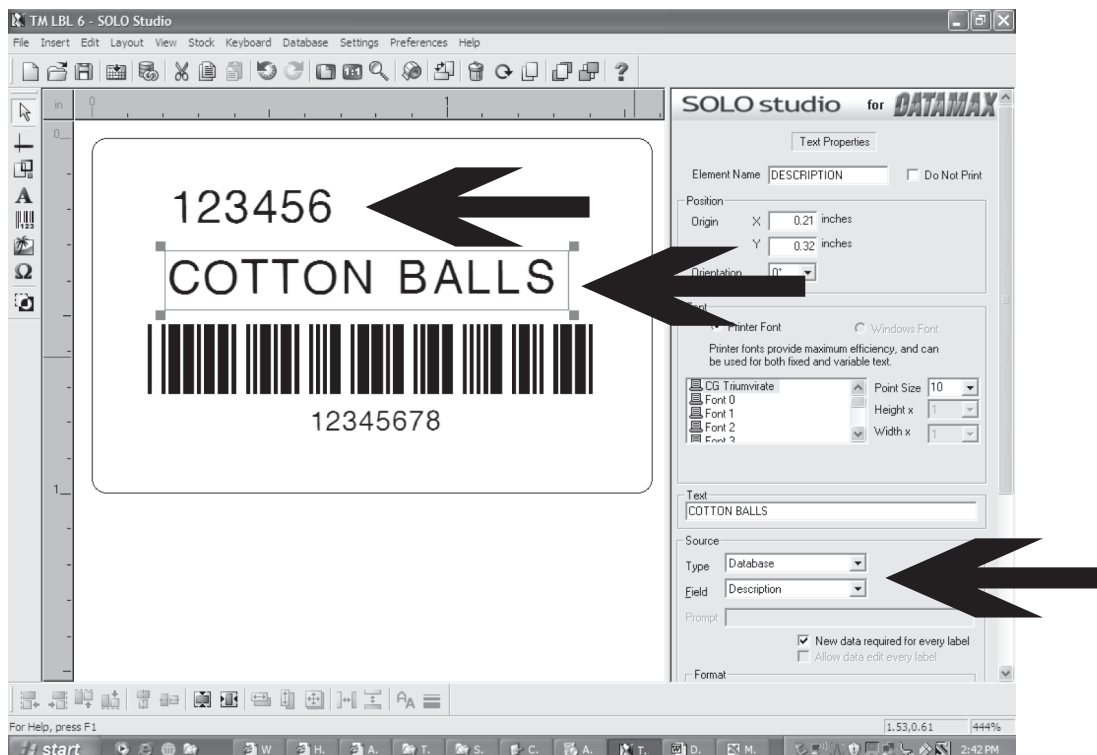 TM LBL 6 - SOLO Studio
File Insert Edit Layout View Stock Keyboard Database Settings Preferences Help
in 0 1
0
1
123456
COTTON BALLS
12345678
SOLO studio for DATAMAX
Text Properties
Element Name DESCRIPTION Do Not Print
Position
Origin X 0.21 inches
Y 0.32 inches
Orientation 0°
Font
Printer Font Windows Font
Printer fonts provide maximum efficiency, and can
be used for both fixed and variable text.
CG Triumvirate
Font 0
Font 1
Font 2
Font 3
Point Size 10
Height x 1
Width x 1
Text
COTTON BALLS
Source
Type Database
Field Description
Prompt
New data required for every label
Allow data edit every label
Format
For Help, press F1
1.53,0.61 444%
start W H. A. T. S. C. A. T. D. M. 2:42 PM